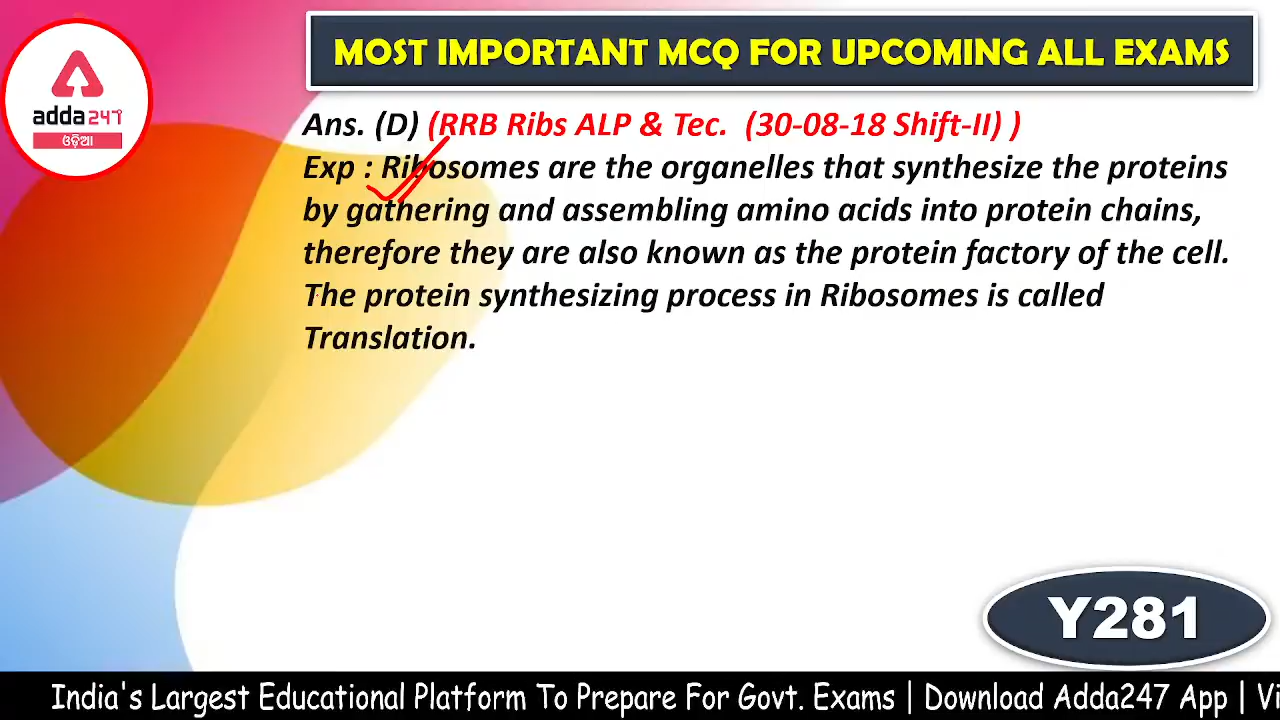 MOST IMPORTANT MCQ FOR UPCOMING ALL EXAMS
adda247
ଓଡ଼ିଆ
Ans. (D) (RRB Ribs ALP & Tec. (30-08-18 Shift-II) )
Exp : Ribosomes are the organelles that synthesize the proteins
by gathering and assembling amino acids into protein chains,
therefore they are also known as the protein factory of the cell.
The protein synthesizing process in Ribosomes is called
Translation.
Y281
India's Largest Educational Platform To Prepare For Govt. Exams | Download Adda247 App | Vi